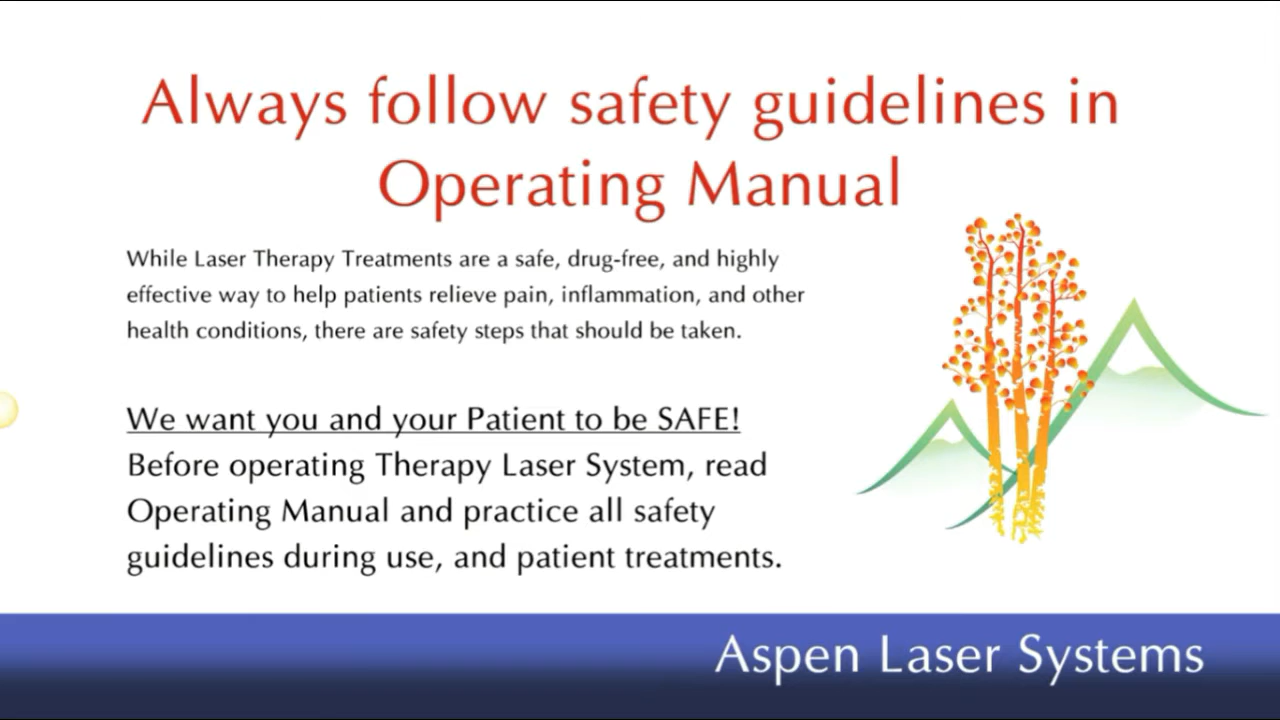 Always follow safety guidelines in
Operating Manual
While Laser Therapy Treatments are a safe, drug-free, and highly
effective way to help patients relieve pain, inflammation, and other
health conditions, there are safety steps that should be taken.
We want you and your Patient to be SAFE!
Before operating Therapy Laser System, read
Operating Manual and practice all safety
guidelines during use, and patient treatments.
Aspen Laser Systems